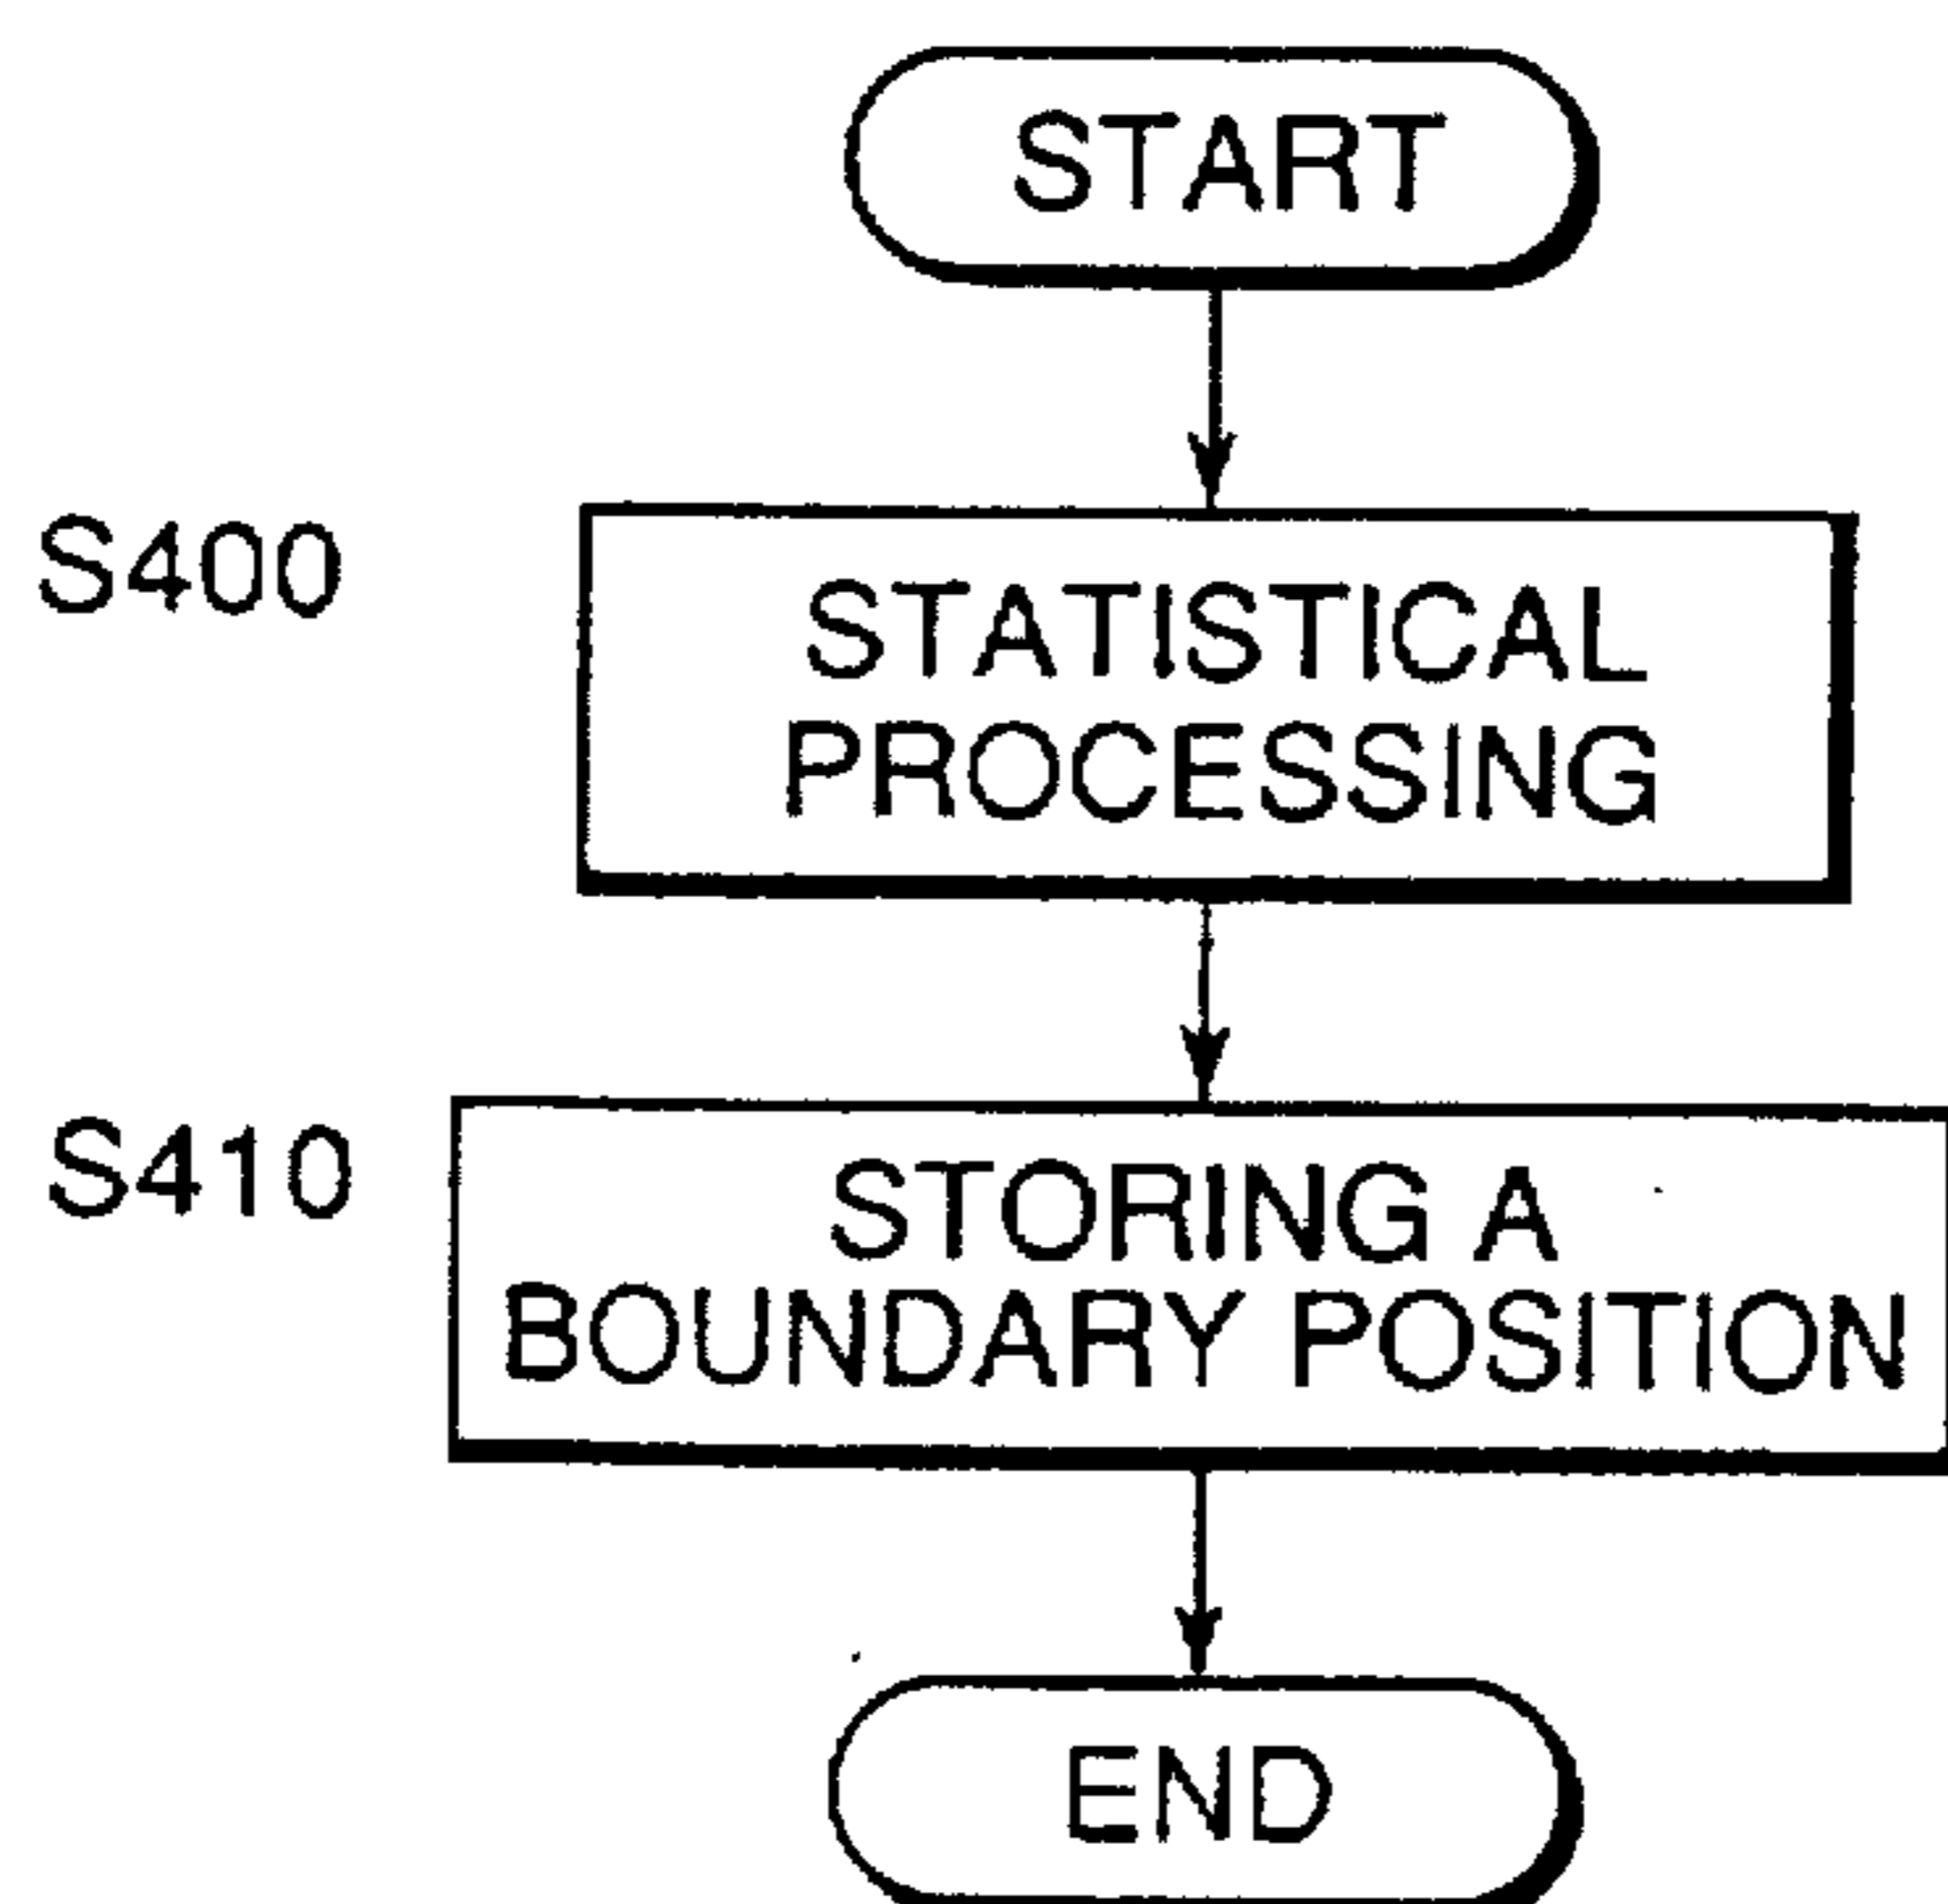 START
S400
STATISTICAL
PROCESSING
S410
STORING A
BOUNDARY POSITION
END